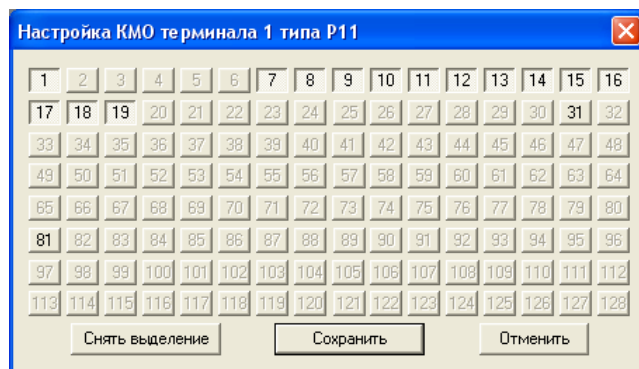 Настройка КМО терминала 1 типа Р11
1 2 3 4 5 6 7 8 9 10 11 12 13 14 15 16
17 18 19 20 21 22 23 24 25 26 27 28 29 30 31 32
33 34 35 36 37 38 39 40 41 42 43 44 45 46 47 48
49 50 51 52 53 54 55 56 57 58 59 60 61 62 63 64
65 66 67 68 69 70 71 72 73 74 75 76 77 78 79 80
81 82 83 84 85 86 87 88 89 90 91 92 93 94 95 96
97 98 99 100 101 102 103 104 105 106 107 108 109 110 111 112
113 114 115 116 117 118 119 120 121 122 123 124 125 126 127 128
Снять выделение Сохранить Отменить